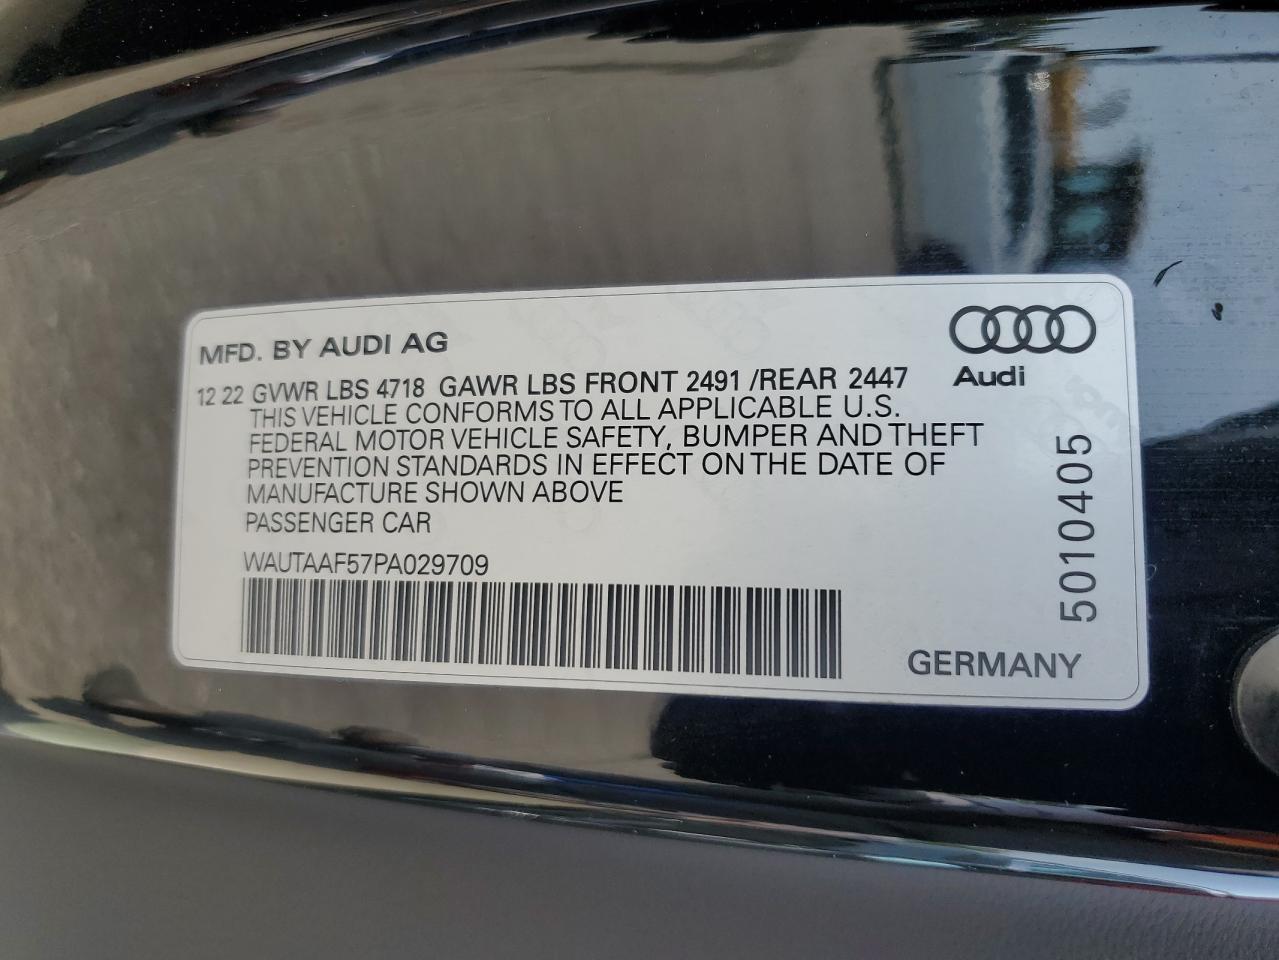 MFD. BY AUDI AG
Audi
12 22 GVWR LBS 4718 GAWR LBS FRONT 2491 /REAR 2447
THIS VEHICLE CONFORMS TO ALL APPLICABLE U.S.
FEDERAL MOTOR VEHICLE SAFETY, BUMPER AND THEFT
PREVENTION STANDARDS IN EFFECT ON THE DATE OF
MANUFACTURE SHOWN ABOVE
PASSENGER CAR
WAUTAAF57PA029709
GERMANY
5010405